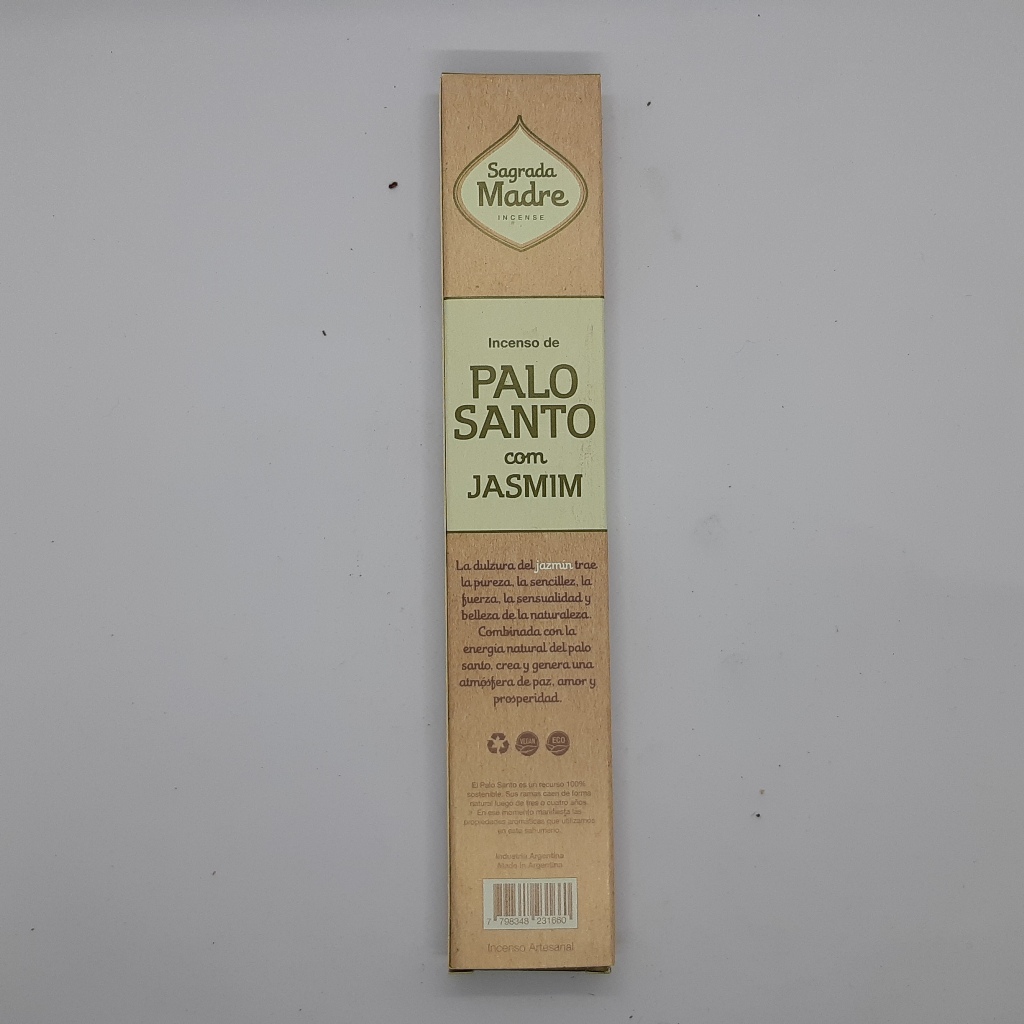 Sagrada
Madre
INCENSE
Incenso de
PALO
SANTO
com
JASMIM
La dulzura del jazmín trae
la pureza, la sencillez, la
fuerza, la sensualidad y
belleza de la naturaleza.
Combinada con la
energía natural del palo
santo, crea y genera una
atmósfera de paz, amor y
prosperidad.
VEGAN
ECO
El Palo Santo es un recurso 100%
sostenible. Sus ramas caen de forma
natural luego de tres o cuatro años.
En ese momento manifiesta las
propiedades aromáticas que utilizamos
en este sahumerio.
Industria Argentina
Made in Argentina
7 798348 231660
Incenso Artesanal